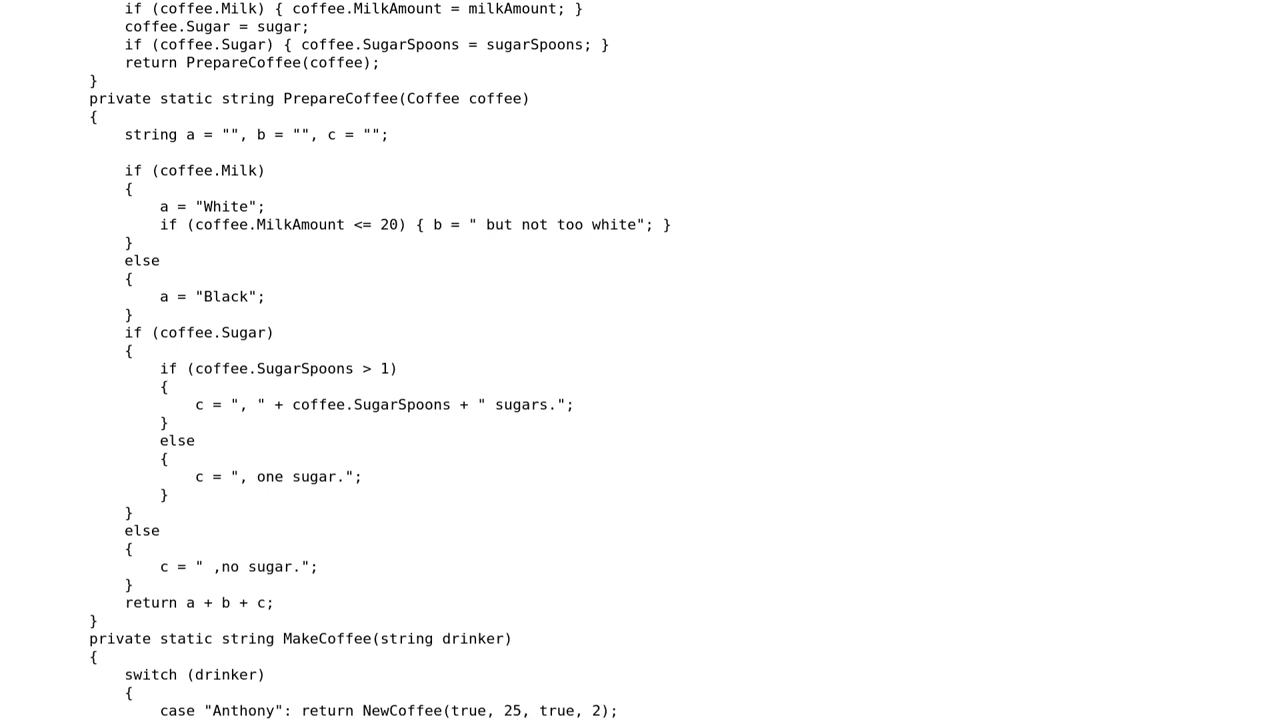 if (coffee.Milk) { coffee.MilkAmount = milkAmount; }
coffee.Sugar = sugar;
if (coffee.Sugar) { coffee.SugarSpoons = sugarSpoons; }
return PrepareCoffee(coffee);
}
private static string PrepareCoffee(Coffee coffee)
{
string a = "", b = "", c = "";
if (coffee.Milk)
{
a = "White";
if (coffee.MilkAmount <= 20) { b = " but not too white"; }
}
else
{
a = "Black";
}
if (coffee.Sugar)
{
if (coffee.SugarSpoons > 1)
{
c = ", " + coffee.SugarSpoons + " sugars.";
}
else
{
c = ", one sugar.";
}
}
else
{
c = " ,no sugar.";
}
return a + b + c;
}
private static string MakeCoffee(string drinker)
{
switch (drinker)
{
case "Anthony": return NewCoffee(true, 25, true, 2);